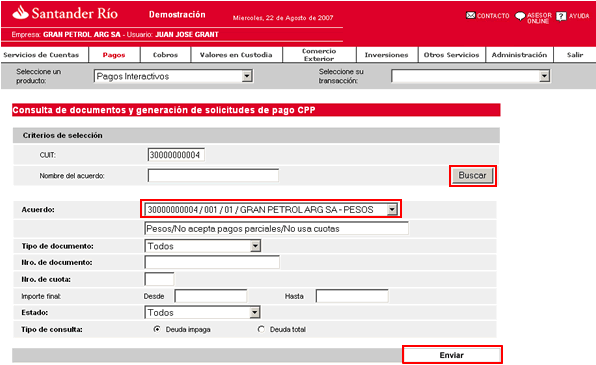 Santander Río
Demostración
Miercoles, 22 de Agosto de 2007
CONTACTO
ASESOR ONLINE
AYUDA
Empresa: GRAN PETROL ARG SA - Usuario: JUAN JOSE GRANT
Servicios de Cuentas Pagos Cobros Valores en Custodia Comercio Exterior Inversiones Otros Servicios Administración Salir
Seleccione un producto: Pagos Interactivos
Seleccione su transacción:
Consulta de documentos y generación de solicitudes de pago CPP
Criterios de selección
CUIT: 30000000004
Nombre del acuerdo: Buscar
Acuerdo: 30000000004 / 001 / 01 / GRAN PETROL ARG SA - PESOS
Pesos/No acepta pagos parciales/No usa cuotas
Tipo de documento: Todos
Nro. de documento:
Nro. de cuota:
Importe final: Desde Hasta
Estado: Todos
Tipo de consulta: Deuda impaga Deuda total
Enviar